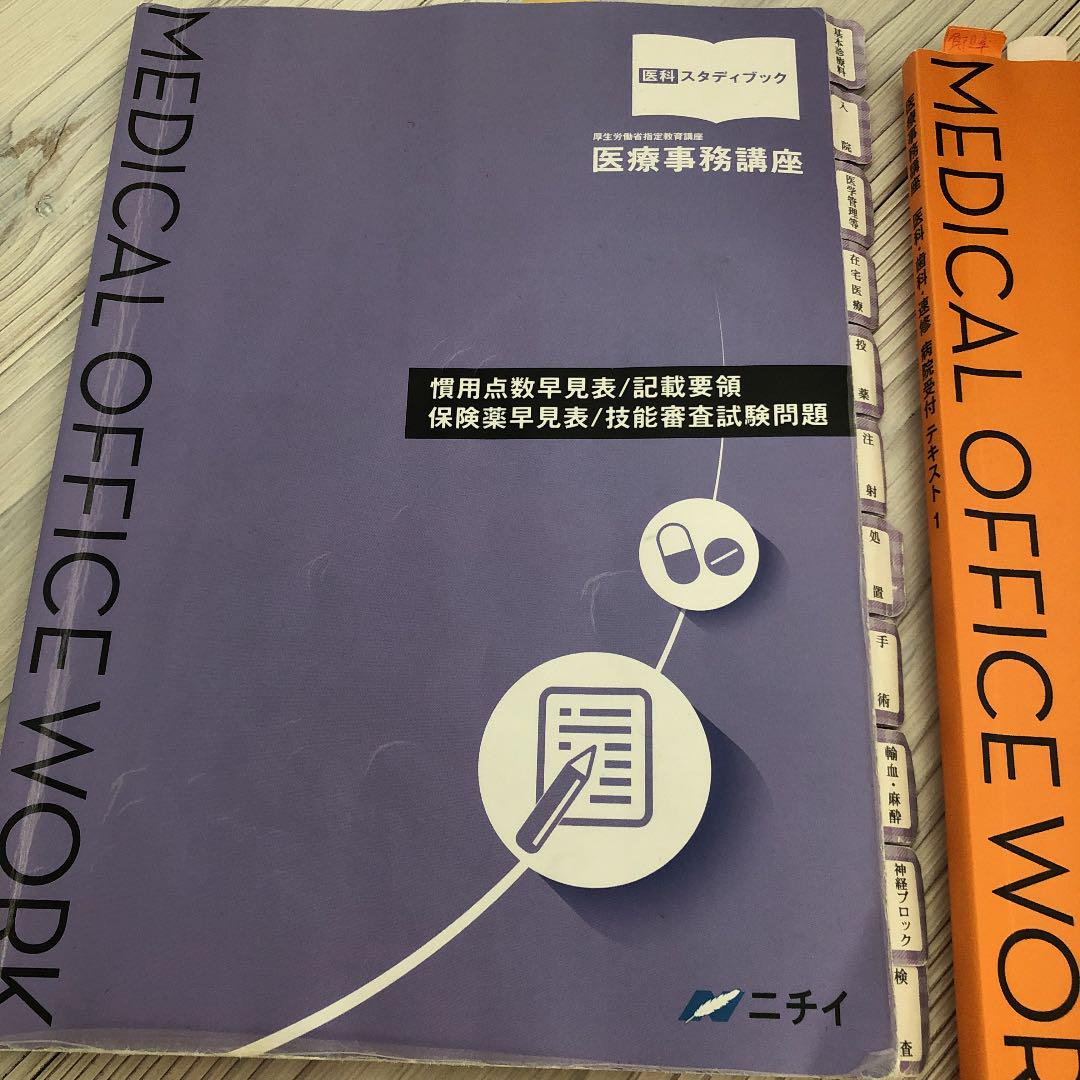 MEDICAL OFFICE WORK
医科スタディブック
厚生労働省指定教育講座
医療事務講座
慣用点数早見表/記載要領
保険薬早見表/技能審査試験問題
ニチイ
基本診療料
入院
医学管理等
在宅医療
投薬
注射
処置
手術
輸血・麻酔
神経ブロック
検査
医療事務講座 医科・歯科・速修 病院受付 テキスト 1
MEDICAL OFFICE WOR